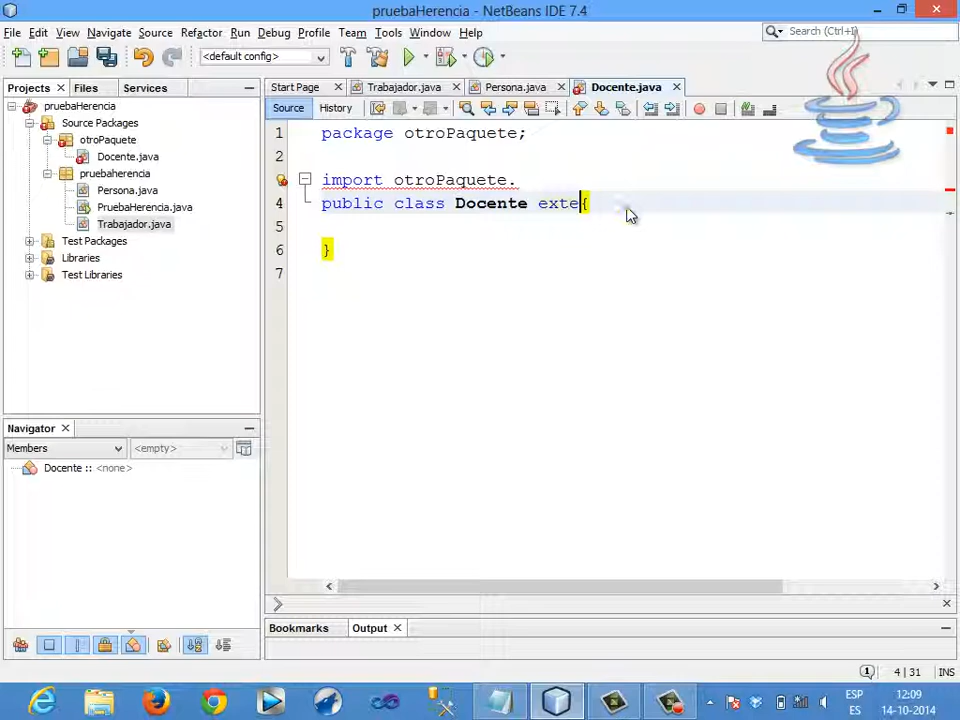 pruebaHerencia - NetBeans IDE 7.4
File Edit View Navigate Source Refactor Run Debug Profile Team Tools Window Help
Search (Ctrl+I)
<default config>
Projects Files Services
Start Page Trabajador.java Persona.java Docente.java
pruebaHerencia
Source Packages
otroPaquete
Docente.java
pruebaherencia
Persona.java
PruebaHerencia.java
Trabajador.java
Test Packages
Libraries
Test Libraries
Source History
1 package otroPaquete;
2
3 import otroPaquete.
4 public class Docente exte{
5
6 }
7
Navigator
Members <empty>
Docente :: <none>
Bookmarks Output
1 4 | 31 INS
ESP 12:09
ES 14-10-2014